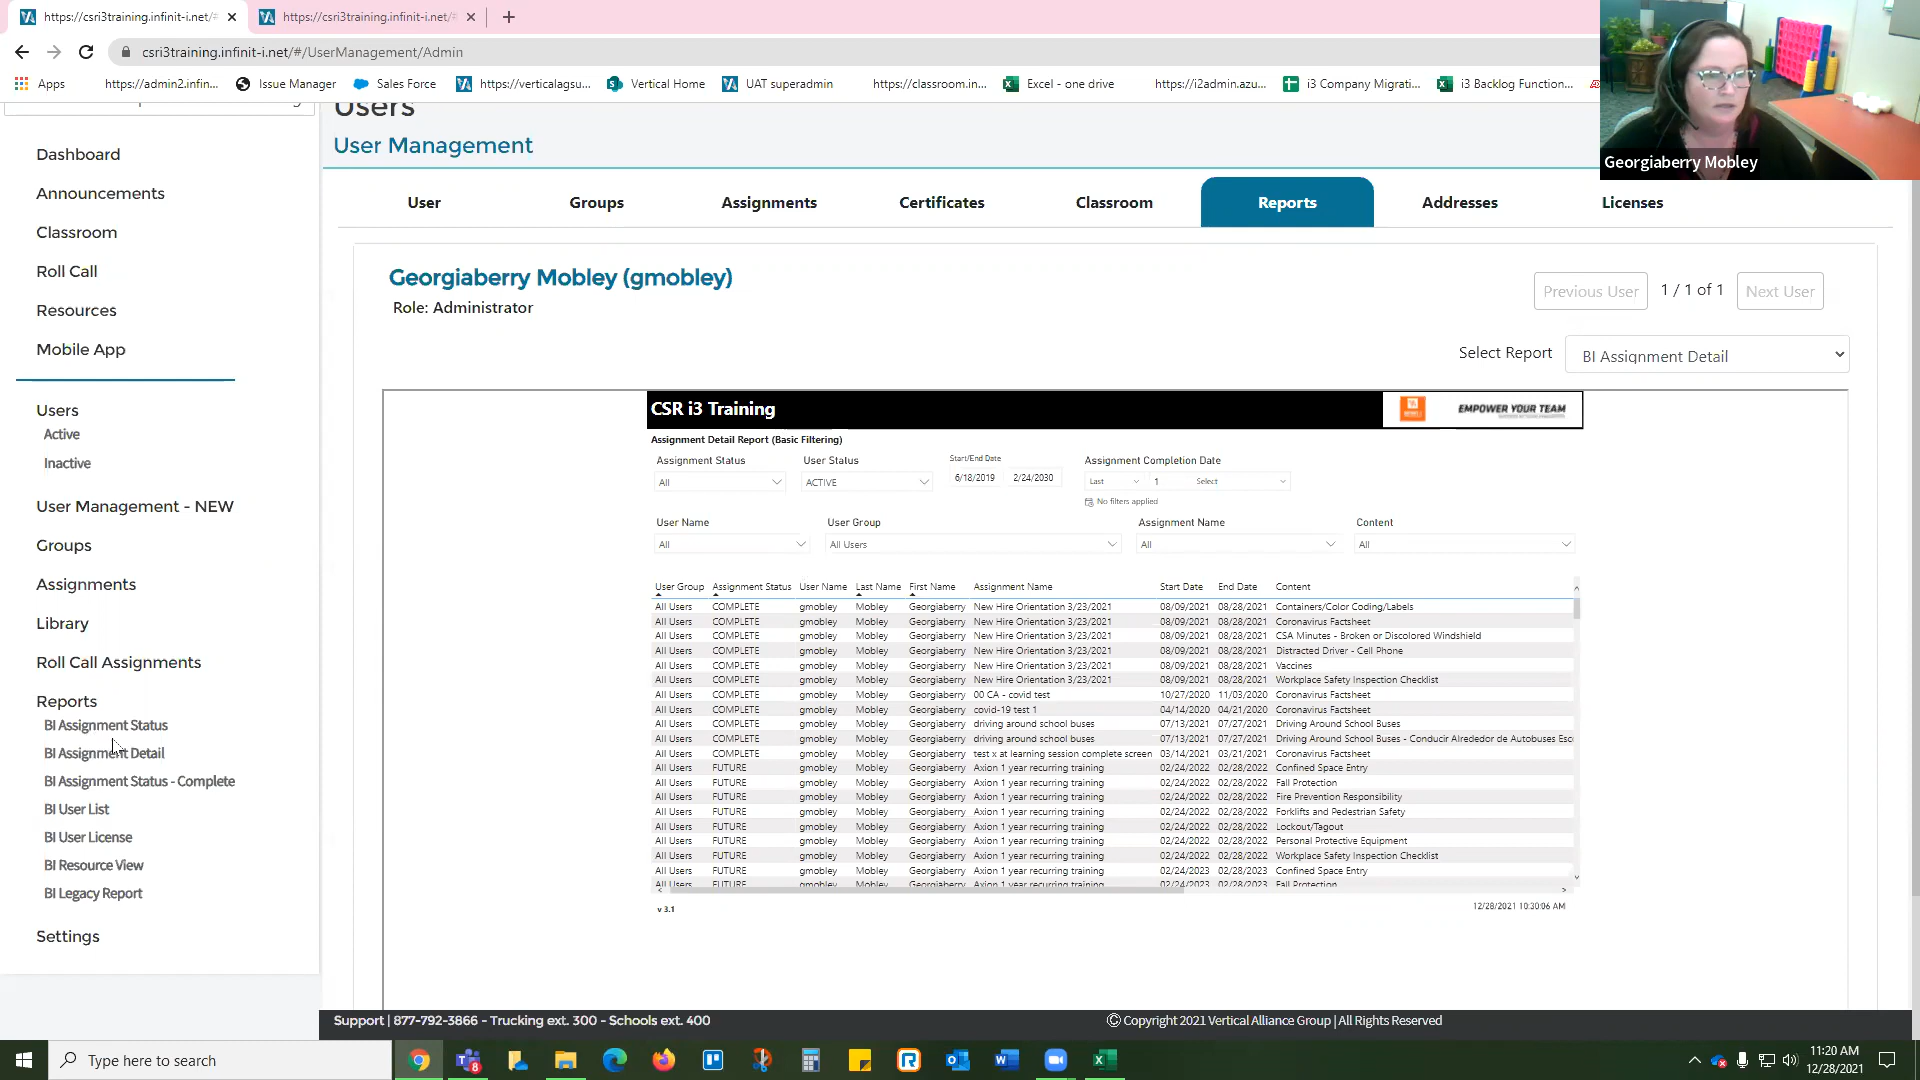 https://csri3training.infinit-i.net/# https://csri3training.infinit-i.net/#
csri3training.infinit-i.net/#/UserManagement/Admin
Apps https://admin2.infin... Issue Manager Sales Force https://verticalagsu... Vertical Home UAT superadmin https://classroom.in... Excel - one drive https://i2admin.azu... i3 Company Migrati... i3 Backlog Function...
Georgiaberry Mobley
Dashboard
Announcements
Classroom
Roll Call
Resources
Mobile App
Users
Active
Inactive
User Management - NEW
Groups
Assignments
Library
Roll Call Assignments
Reports
BI Assignment Status
BI Assignment Detail
BI Assignment Status - Complete
BI User List
BI User License
BI Resource View
BI Legacy Report
Settings
Users
User Management
User Groups Assignments Certificates Classroom Reports Addresses Licenses
Georgiaberry Mobley (gmobley)
Role: Administrator
Previous User 1 / 1 of 1 Next User
Select Report BI Assignment Detail
CSR i3 Training
EMPOWER YOUR TEAM
Assignment Detail Report (Basic Filtering)
Assignment Status User Status Start/End Date Assignment Completion Date
All ACTIVE 6/18/2019 2/24/2030 Last 1 Select
No filters applied
User Name User Group Assignment Name Content
All All Users All All
User Group Assignment Status User Name Last Name First Name Assignment Name Start Date End Date Content
All Users COMPLETE gmobley Mobley Georgiaberry New Hire Orientation 3/23/2021 08/09/2021 08/28/2021 Containers/Color Coding/Labels
All Users COMPLETE gmobley Mobley Georgiaberry New Hire Orientation 3/23/2021 08/09/2021 08/28/2021 Coronavirus Factsheet
All Users COMPLETE gmobley Mobley Georgiaberry New Hire Orientation 3/23/2021 08/09/2021 08/28/2021 CSA Minutes - Broken or Discolored Windshield
All Users COMPLETE gmobley Mobley Georgiaberry New Hire Orientation 3/23/2021 08/09/2021 08/28/2021 Distracted Driver - Cell Phone
All Users COMPLETE gmobley Mobley Georgiaberry New Hire Orientation 3/23/2021 08/09/2021 08/28/2021 Vaccines
All Users COMPLETE gmobley Mobley Georgiaberry New Hire Orientation 3/23/2021 08/09/2021 08/28/2021 Workplace Safety Inspection Checklist
All Users COMPLETE gmobley Mobley Georgiaberry 00 CA - covid test 10/27/2020 11/03/2020 Coronavirus Factsheet
All Users COMPLETE gmobley Mobley Georgiaberry covid-19 test 1 04/14/2020 04/21/2020 Coronavirus Factsheet
All Users COMPLETE gmobley Mobley Georgiaberry driving around school buses 07/13/2021 07/27/2021 Driving Around School Buses
All Users COMPLETE gmobley Mobley Georgiaberry driving around school buses 07/13/2021 07/27/2021 Driving Around School Buses - Conducir Alrededor de Autobuses Esc
All Users COMPLETE gmobley Mobley Georgiaberry test x at learning session complete screen 03/14/2021 03/21/2021 Coronavirus Factsheet
All Users FUTURE gmobley Mobley Georgiaberry Axion 1 year recurring training 02/24/2022 02/28/2022 Confined Space Entry
All Users FUTURE gmobley Mobley Georgiaberry Axion 1 year recurring training 02/24/2022 02/28/2022 Fall Protection
All Users FUTURE gmobley Mobley Georgiaberry Axion 1 year recurring training 02/24/2022 02/28/2022 Fire Prevention Responsibility
All Users FUTURE gmobley Mobley Georgiaberry Axion 1 year recurring training 02/24/2022 02/28/2022 Forklifts and Pedestrian Safety
All Users FUTURE gmobley Mobley Georgiaberry Axion 1 year recurring training 02/24/2022 02/28/2022 Lockout/Tagout
All Users FUTURE gmobley Mobley Georgiaberry Axion 1 year recurring training 02/24/2022 02/28/2022 Personal Protective Equipment
All Users FUTURE gmobley Mobley Georgiaberry Axion 1 year recurring training 02/24/2022 02/28/2022 Workplace Safety Inspection Checklist
All Users FUTURE gmobley Mobley Georgiaberry Axion 1 year recurring training 02/24/2023 02/28/2023 Confined Space Entry
All Users FUTURE gmobley Mobley Georgiaberry Axion 1 year recurring training 02/24/2023 02/28/2023 Fall Protection
v 3.1 12/28/2021 10:30:06 AM
Support | 877-792-3866 - Trucking ext. 300 - Schools ext. 400 © Copyright 2021 Vertical Alliance Group | All Rights Reserved
Type here to search
11:20 AM
12/28/2021